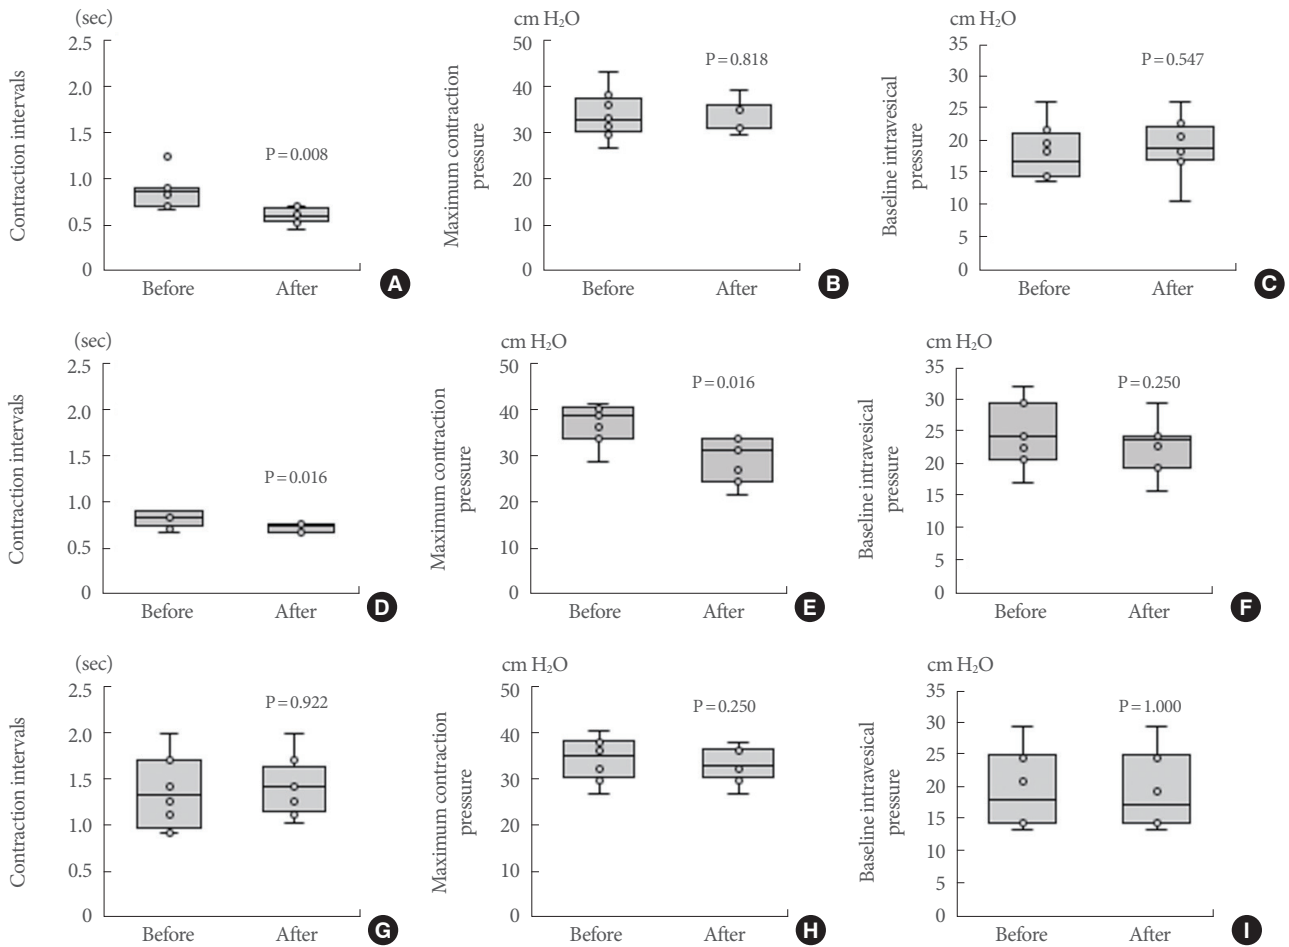 (sec)
Contraction intervals
2.5
2.0
1.5
1.0
0.5
0
P=0.008
Before
After
A
cm H₂O
Maximum contraction
pressure
50
40
30
20
10
0
P=0.818
Before
After
B
Baseline intravesical
pressure
35
30
25
20
15
10
5
0
P=0.547
Before
After
C
(sec)
Contraction intervals
2.5
2.0
1.5
1.0
0.5
0
P=0.016
Before
After
D
cm H₂O
Maximum contraction
pressure
50
40
30
20
10
0
P=0.016
Before
After
E
cm H₂O
Baseline intravesical
pressure
35
30
25
20
15
10
5
0
P=0.250
Before
After
F
(sec)
Contraction intervals
2.5
2.0
1.5
1.0
0.5
0
P=0.922
Before
After
G
cm H₂O
Maximum contraction
pressure
50
40
30
20
10
0
P=0.250
Before
After
H
cm H₂O
Baseline intravesical
pressure
35
30
25
20
15
10
5
0
P=1.000
Before
After
I